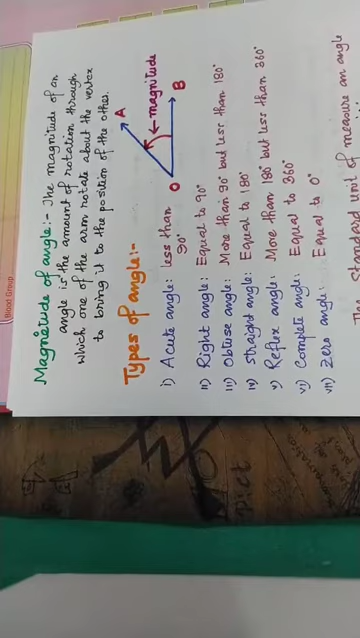 Blood Group
Magnitude of angle:- The magnitude of an
angle is the amount of rotation through
which one of the arm rotate about the vertex
to bring it to the position of the other.
Types of angle:-
A
magnitude
O
B
i) Acute angle: less than
90°
ii) Right angle: Equal to 90°
iii) Obtuse angle: More than 90° but less than 180°
iv) straight angle: Equal to 180°
v) Reflex angle: More than 180° but less than 360°
vi) Complete angle: Equal to 360°
vii) Zero angle: Equal to 0°
The standard unit of measure an angle